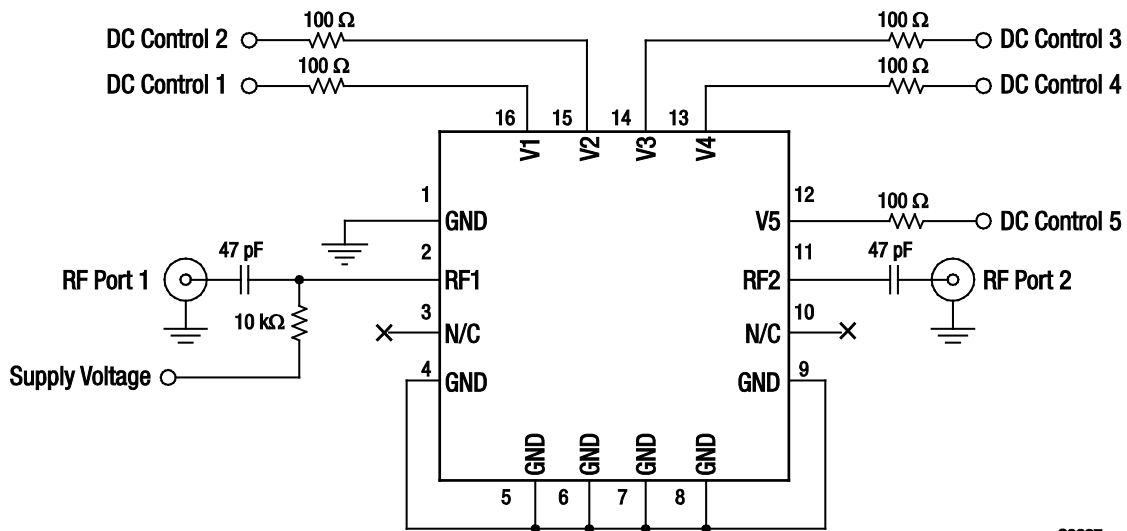 100 Ω
100 Ω
DC Control 2
DC Control 3
100 Ω
100 Ω
DC Control 1
DC Control 4
16 15 14 13
V1 V2 V3 V4
1
12
100 Ω
GND
V5
DC Control 5
47 pF
2
11
47 pF
RF Port 1
RF1
RF2
RF Port 2
3
10
10 kΩ
N/C
N/C
Supply Voltage
4
9
GND
GND
GND GND GND GND
5 6 7 8